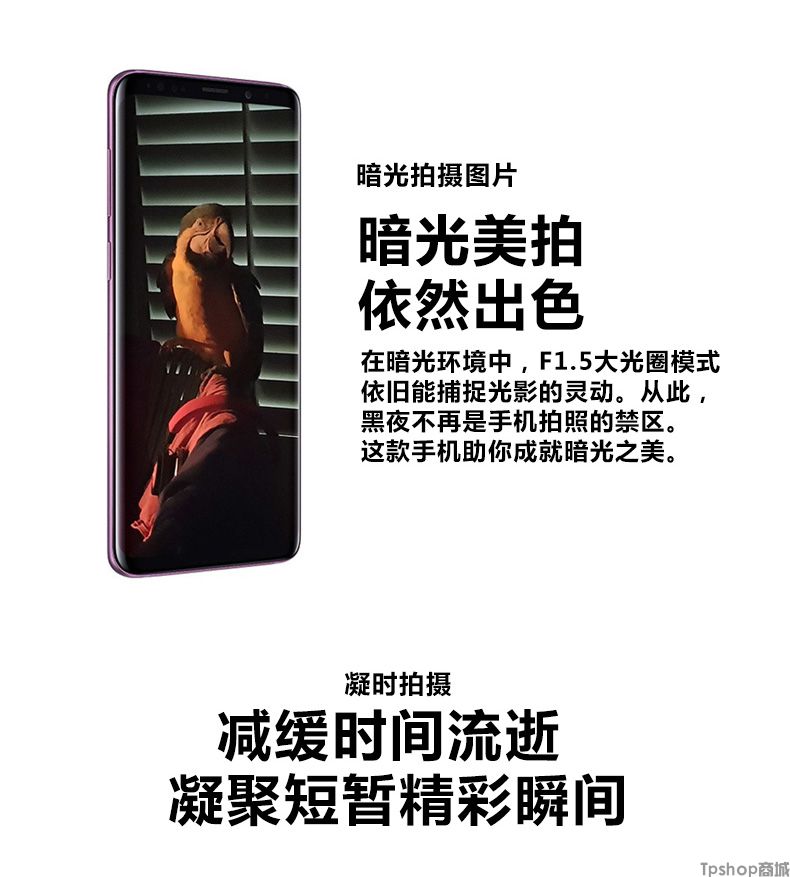 暗光拍摄图片
暗光美拍
依然出色
在暗光环境中，F1.5大光圈模式
依旧能捕捉光影的灵动。从此，
黑夜不再是手机拍照的禁区。
这款手机助你成就暗光之美。
凝时拍摄
减缓时间流逝
凝聚短暂精彩瞬间
Tpshop商城